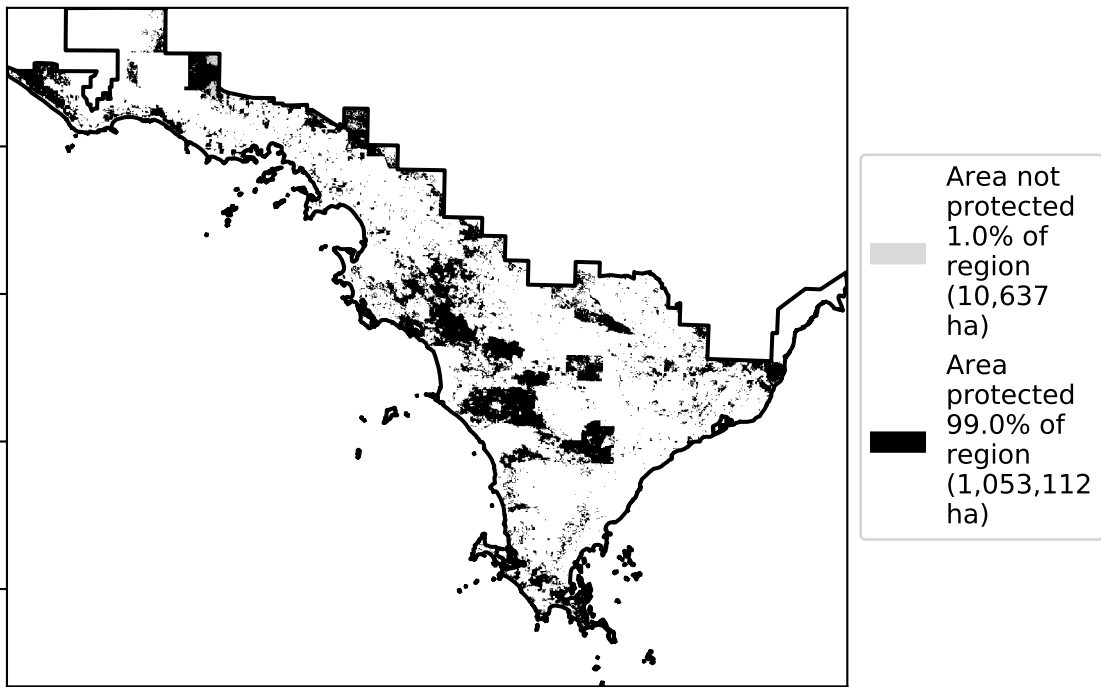 Area not
protected
1.0% of
region
(10,637
ha)
Area
protected
99.0% of
region
(1,053,112
ha)